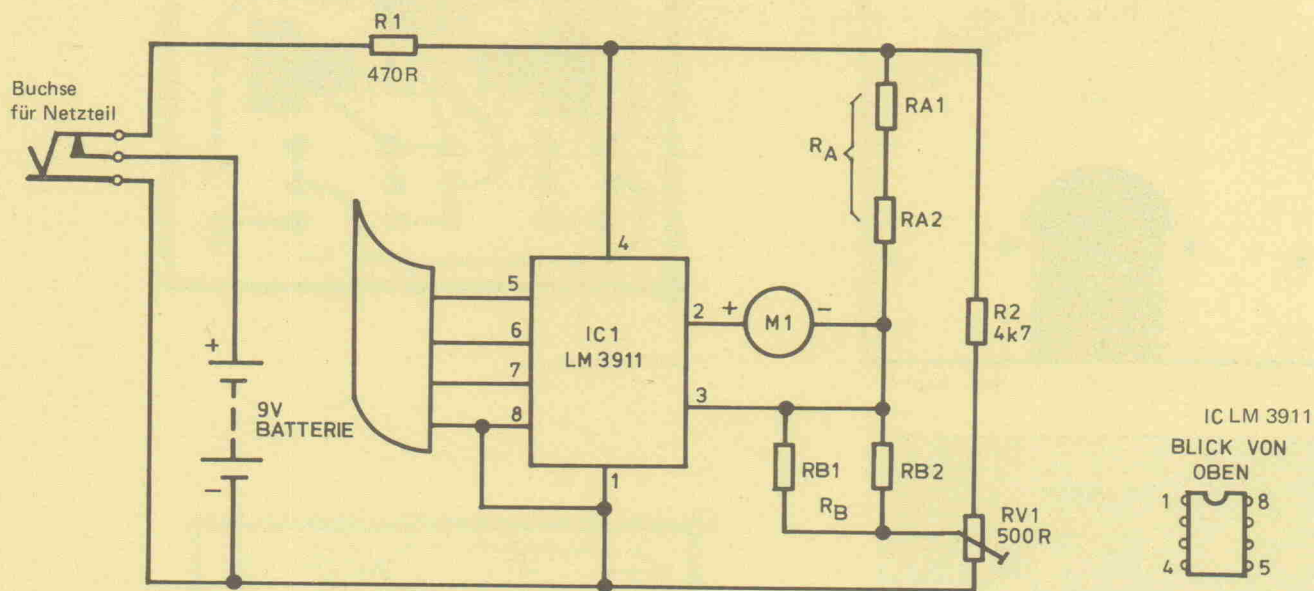 R1
470R
Buchse
für Netzteil
+
9V
BATTERIE
−
5
6
7
8
4
IC1
LM 3911
1
2
3
+
M1
-
RA1
RA
RA2
RB1
RB
RB2
R2
4k7
RV1
500R
IC LM 3911
BLICK VON
OBEN
1
8
4
5